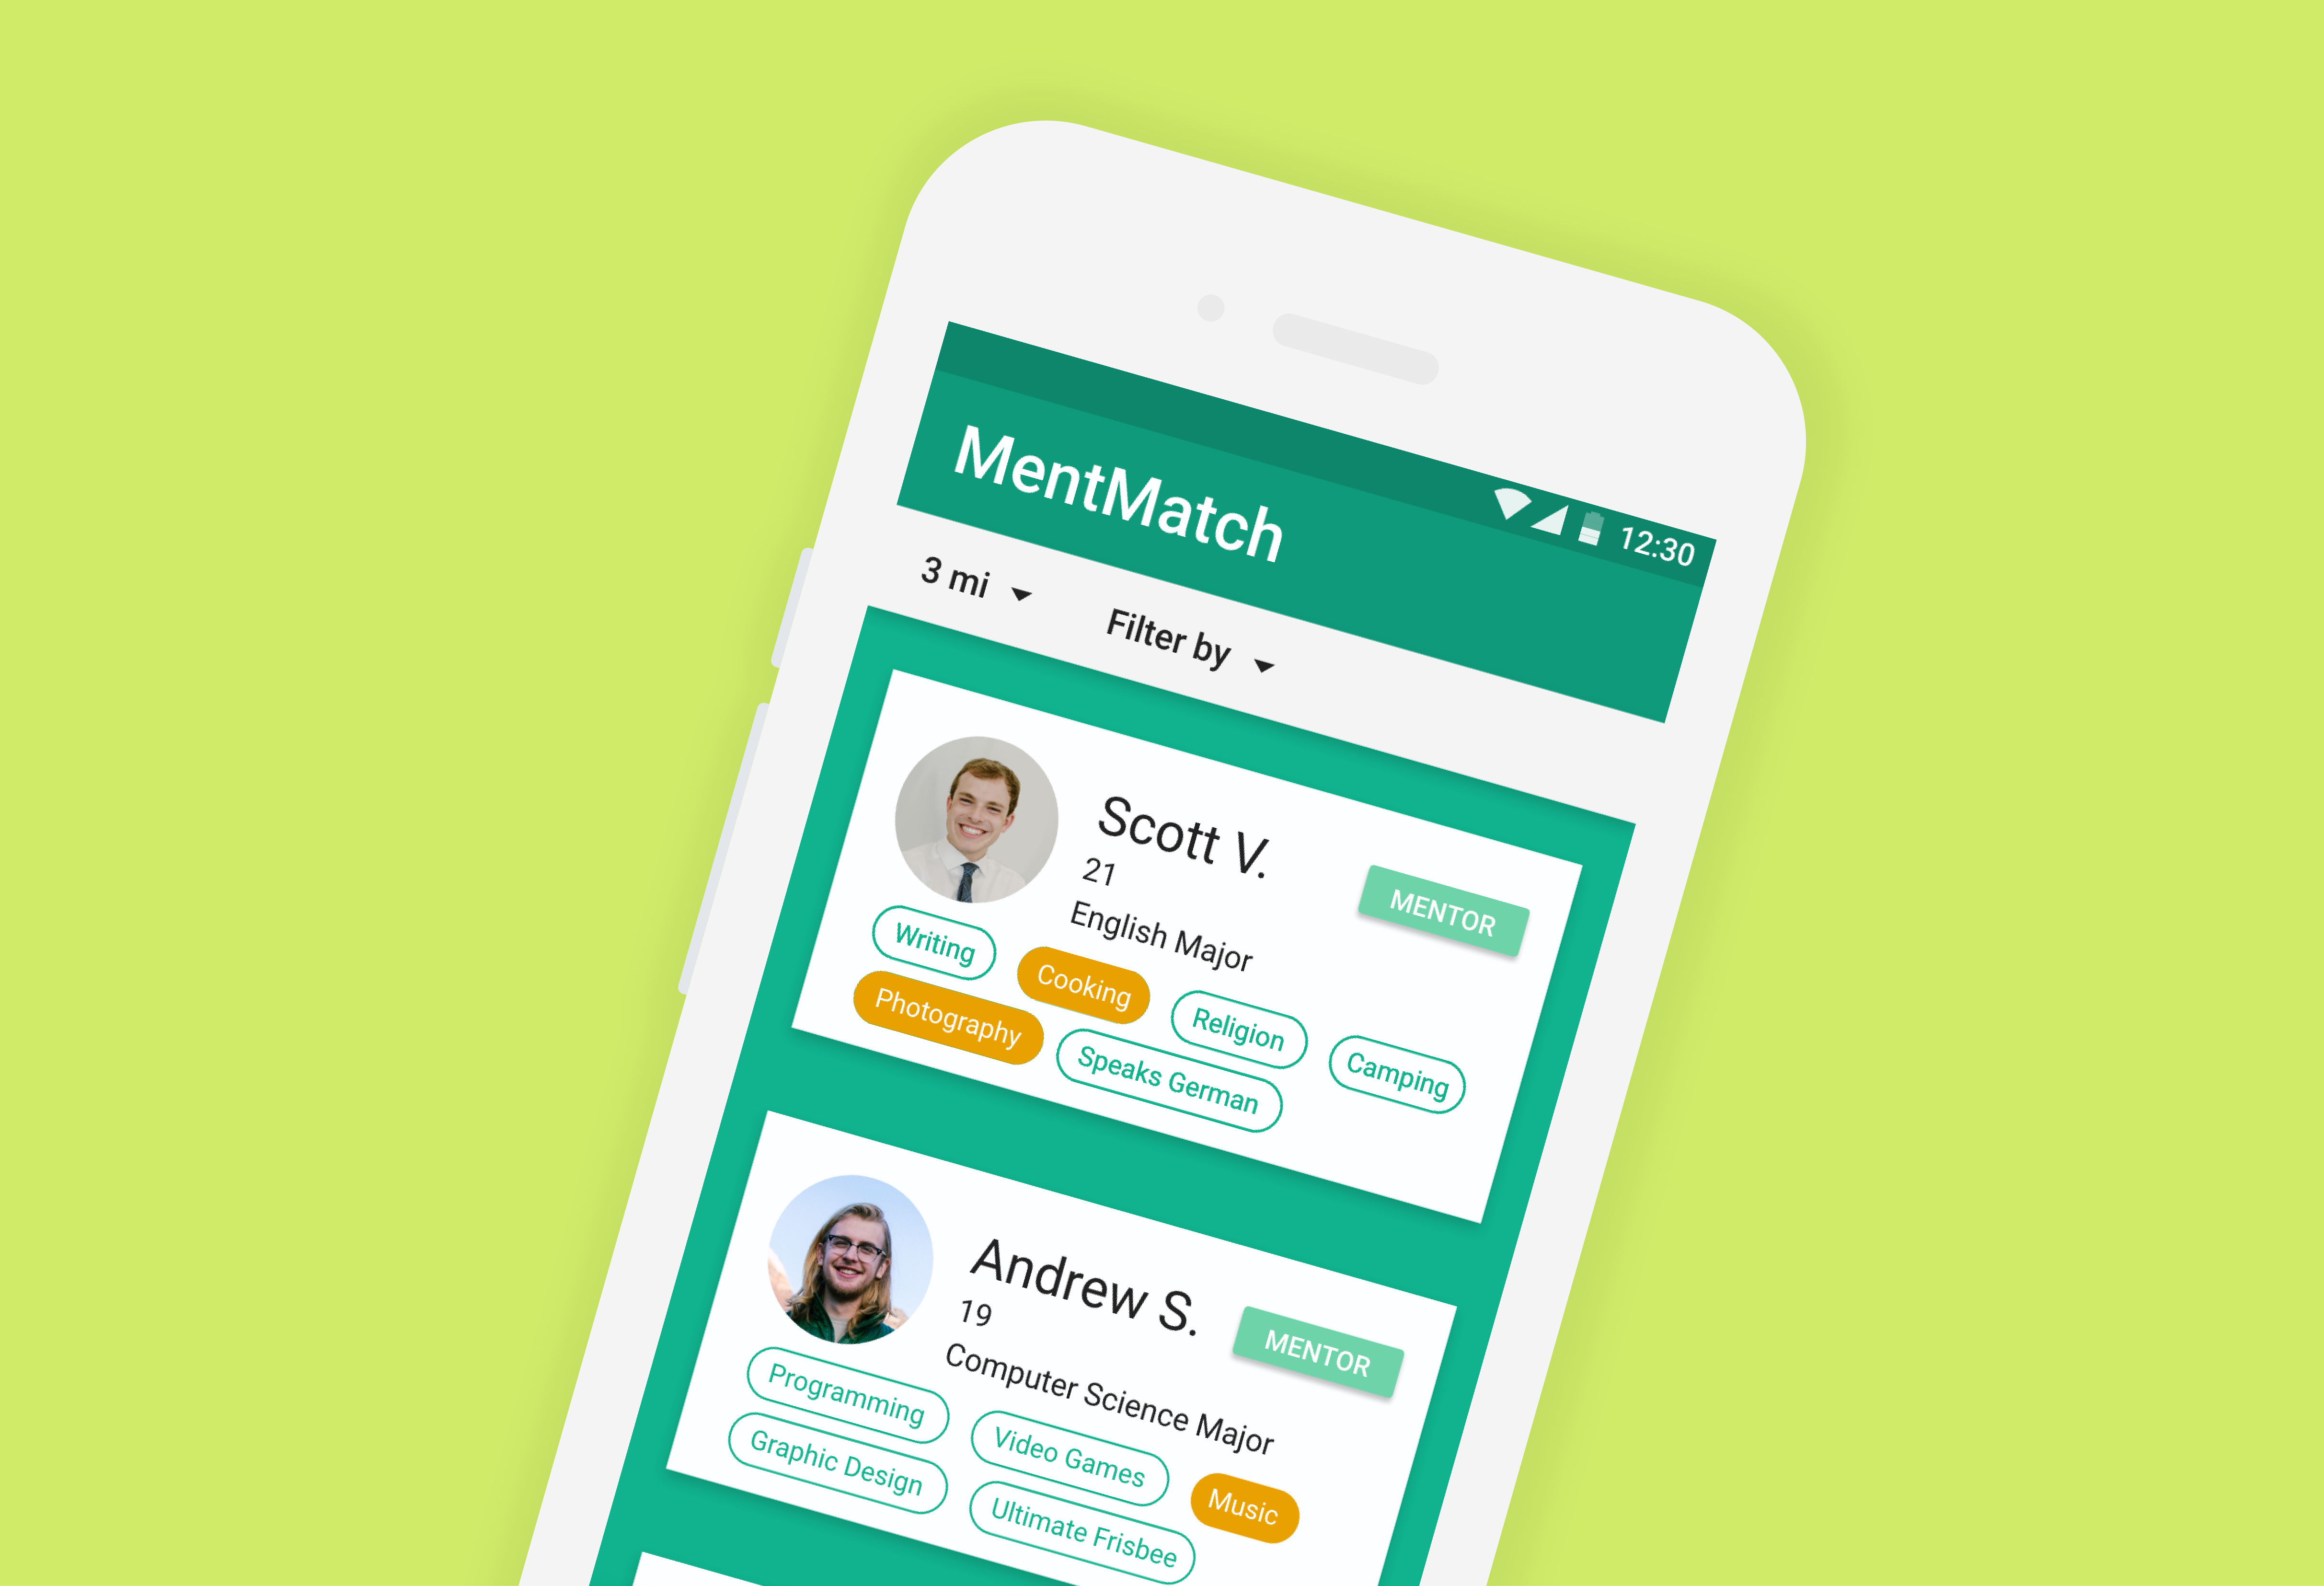 12:30
MentMatch
3 mi
Filter by
Scott V.
21
English Major
MENTOR
Writing
Cooking
Religion
Camping
Photography
Speaks German
Andrew S.
19
Computer Science Major
MENTOR
Programming
Video Games
Music
Graphic Design
Ultimate Frisbee